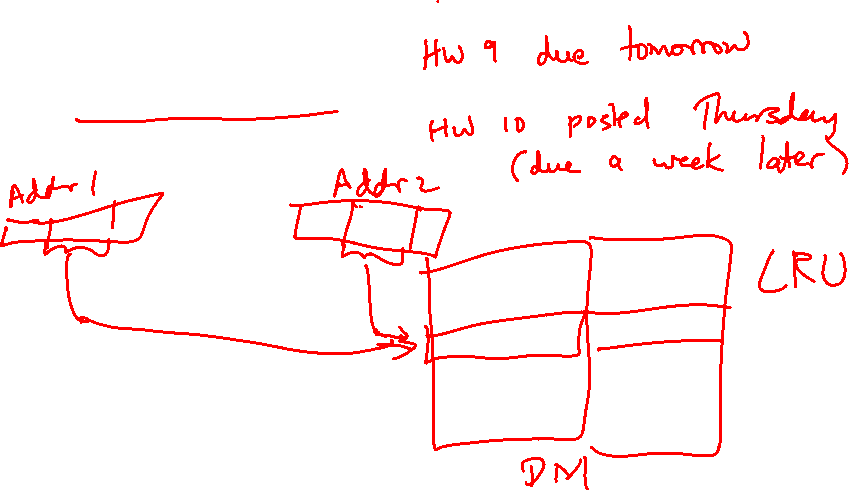 HW 9 due tomorrow
HW 10 posted Thursday
(due a week later)
Addr 1
Addr 2
LRU
DM